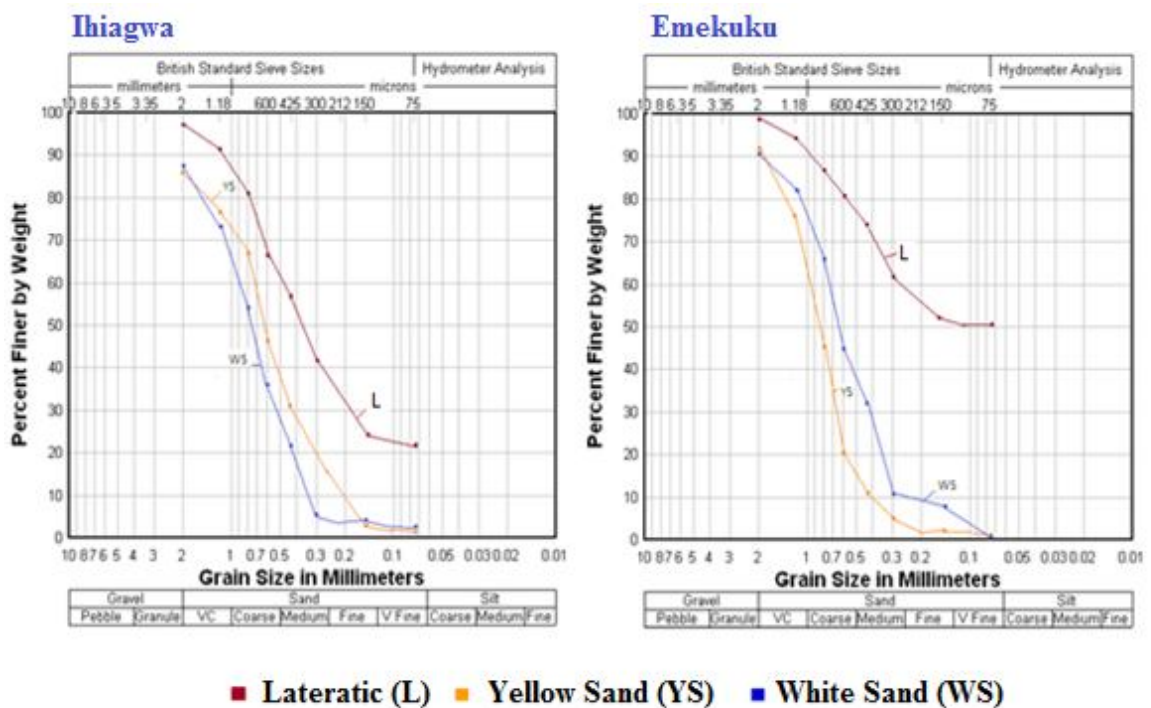 Ihiagwa
British Standard Sieve Sizes
Hydrometer Analysis
millimeters
microns
10 8 6.3 5 3.35 2 1.18 600 425 300 212 150 75
100
90
80
70
60
50
40
30
20
10
0
Percent Finer by Weight
YS
WS
L
10 8 7 6 5 4 3 2 1 0.7 0.5 0.3 0.2 0.1 0.05 0.03 0.02 0.01
Grain Size in Millimeters
Gravel Sand Silt
Pebble Granule VC Coarse Medium Fine V Fine Coarse Medium Fine
Emekuku
British Standard Sieve Sizes
Hydrometer Analysis
millimeters
microns
10 8 6.3 5 3.35 2 1.18 600 425 300 212 150 75
100
90
80
70
60
50
40
30
20
10
0
Percent Finer by Weight
L
YS
WS
10 8 7 6 5 4 3 2 1 0.7 0.5 0.3 0.2 0.1 0.05 0.03 0.02 0.01
Grain Size in Millimeters
Gravel Sand Silt
Pebble Granule VC Coarse Medium Fine V Fine Coarse Medium Fine
Lateratic (L) Yellow Sand (YS) White Sand (WS)